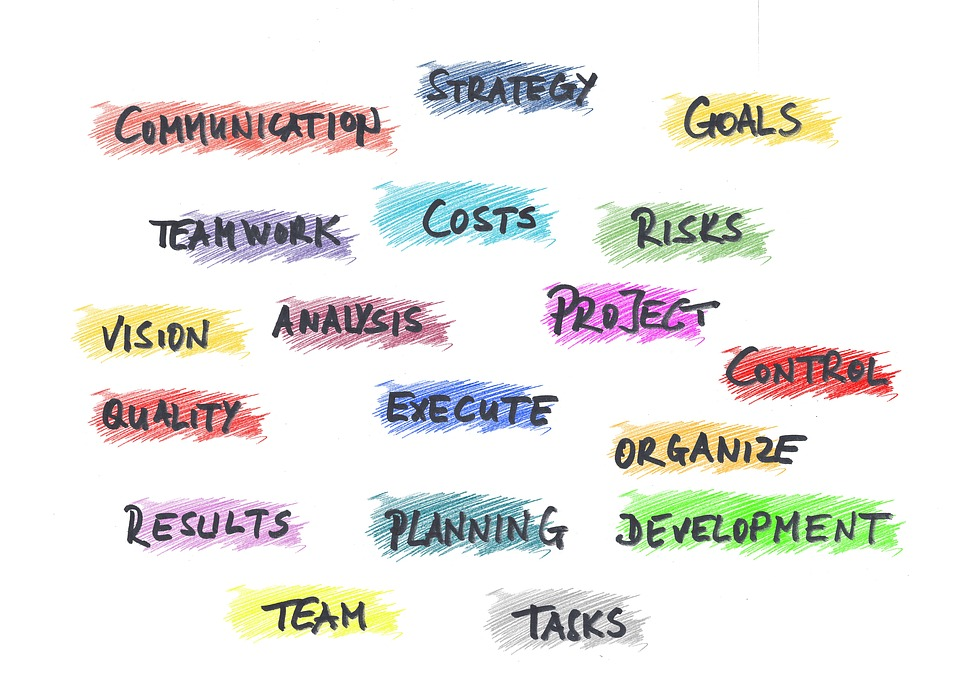 STRATEGY
COMMUNICATION
GOALS
TEAMWORK
COSTS
RISKS
VISION
ANALYSIS
PROJECT
CONTROL
QUALITY
EXECUTE
ORGANIZE
RESULTS
PLANNING
DEVELOPMENT
TEAM
TASKS